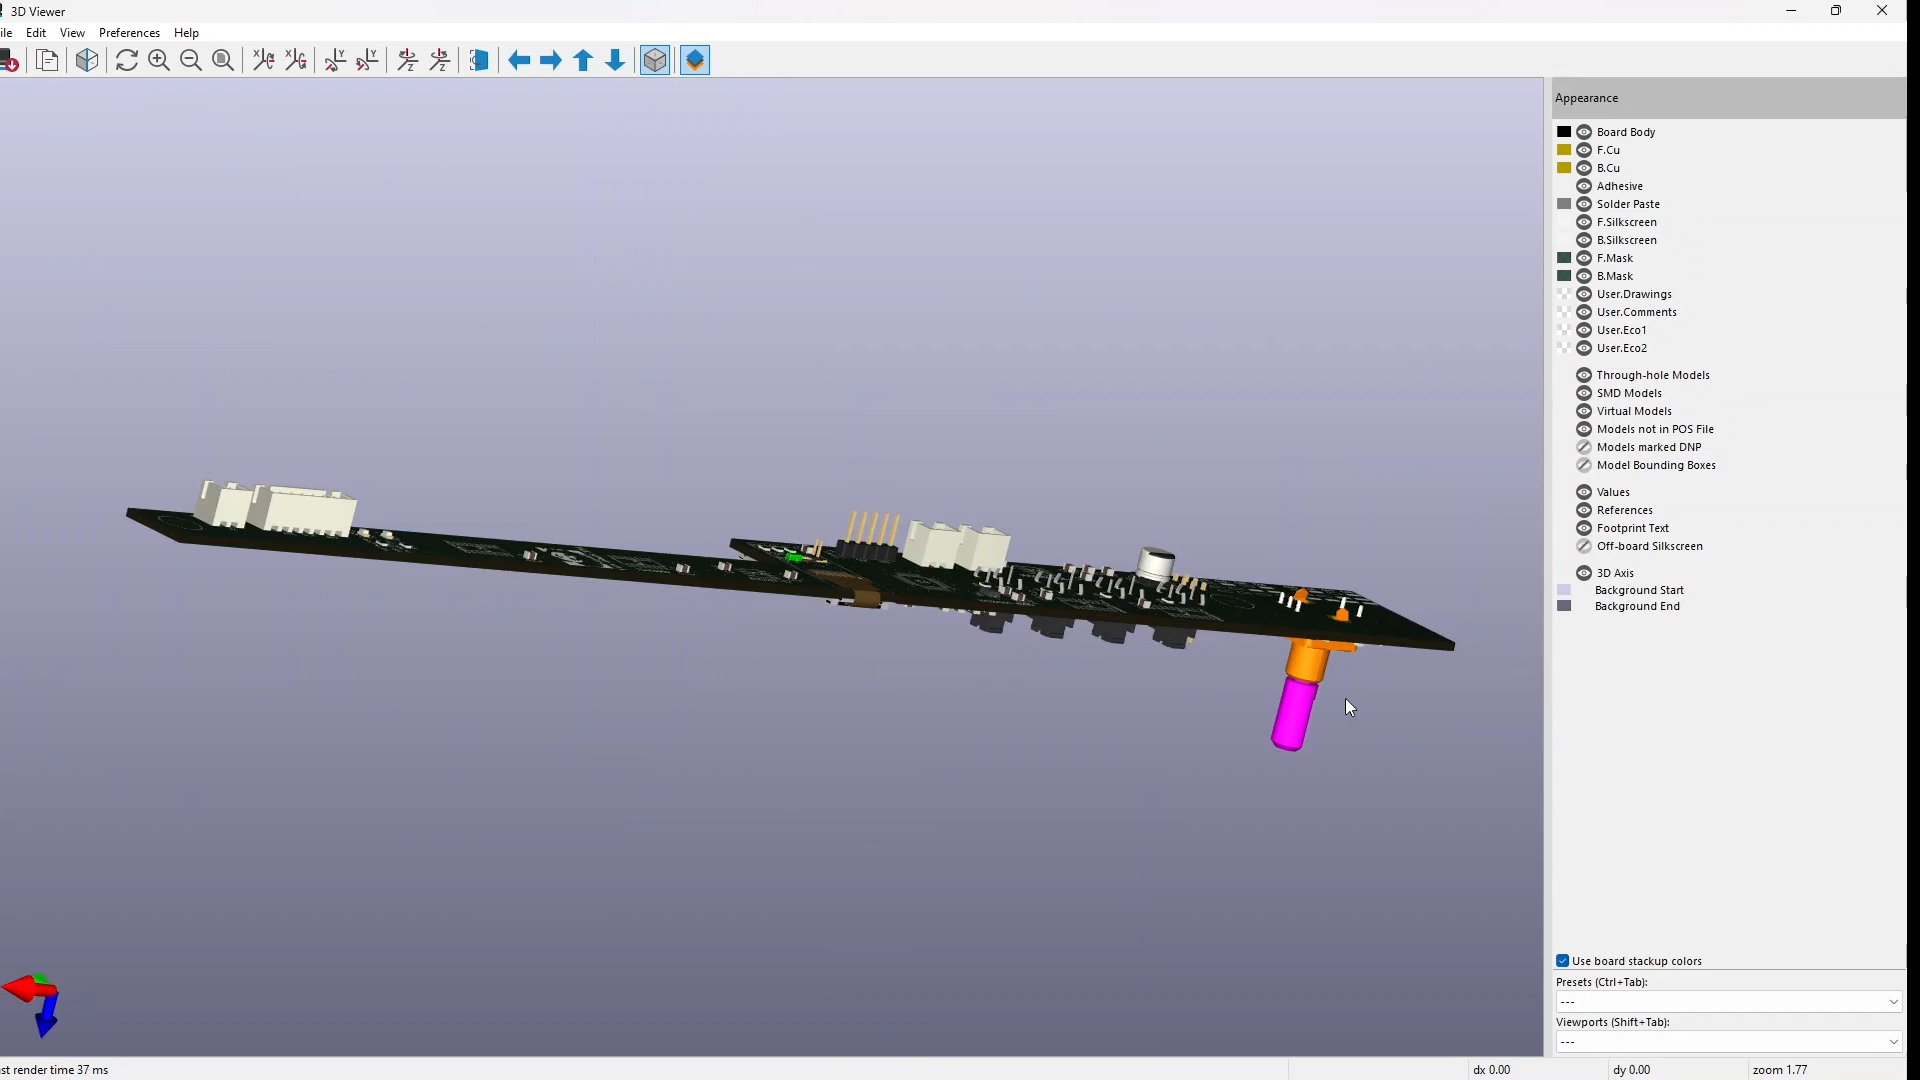 3D Viewer
ile Edit View Preferences Help
Appearance
Board Body
F.Cu
B.Cu
Adhesive
Solder Paste
F.Silkscreen
B.Silkscreen
F.Mask
B.Mask
User.Drawings
User.Comments
User.Eco1
User.Eco2
Through-hole Models
SMD Models
Virtual Models
Models not in POS File
Models marked DNP
Model Bounding Boxes
Values
References
Footprint Text
Off-board Silkscreen
3D Axis
Background Start
Background End
Use board stackup colors
Presets (Ctrl+Tab):
---
Viewports (Shift+Tab):
---
st render time 37 ms
dx 0.00
dy 0.00
zoom 1.77